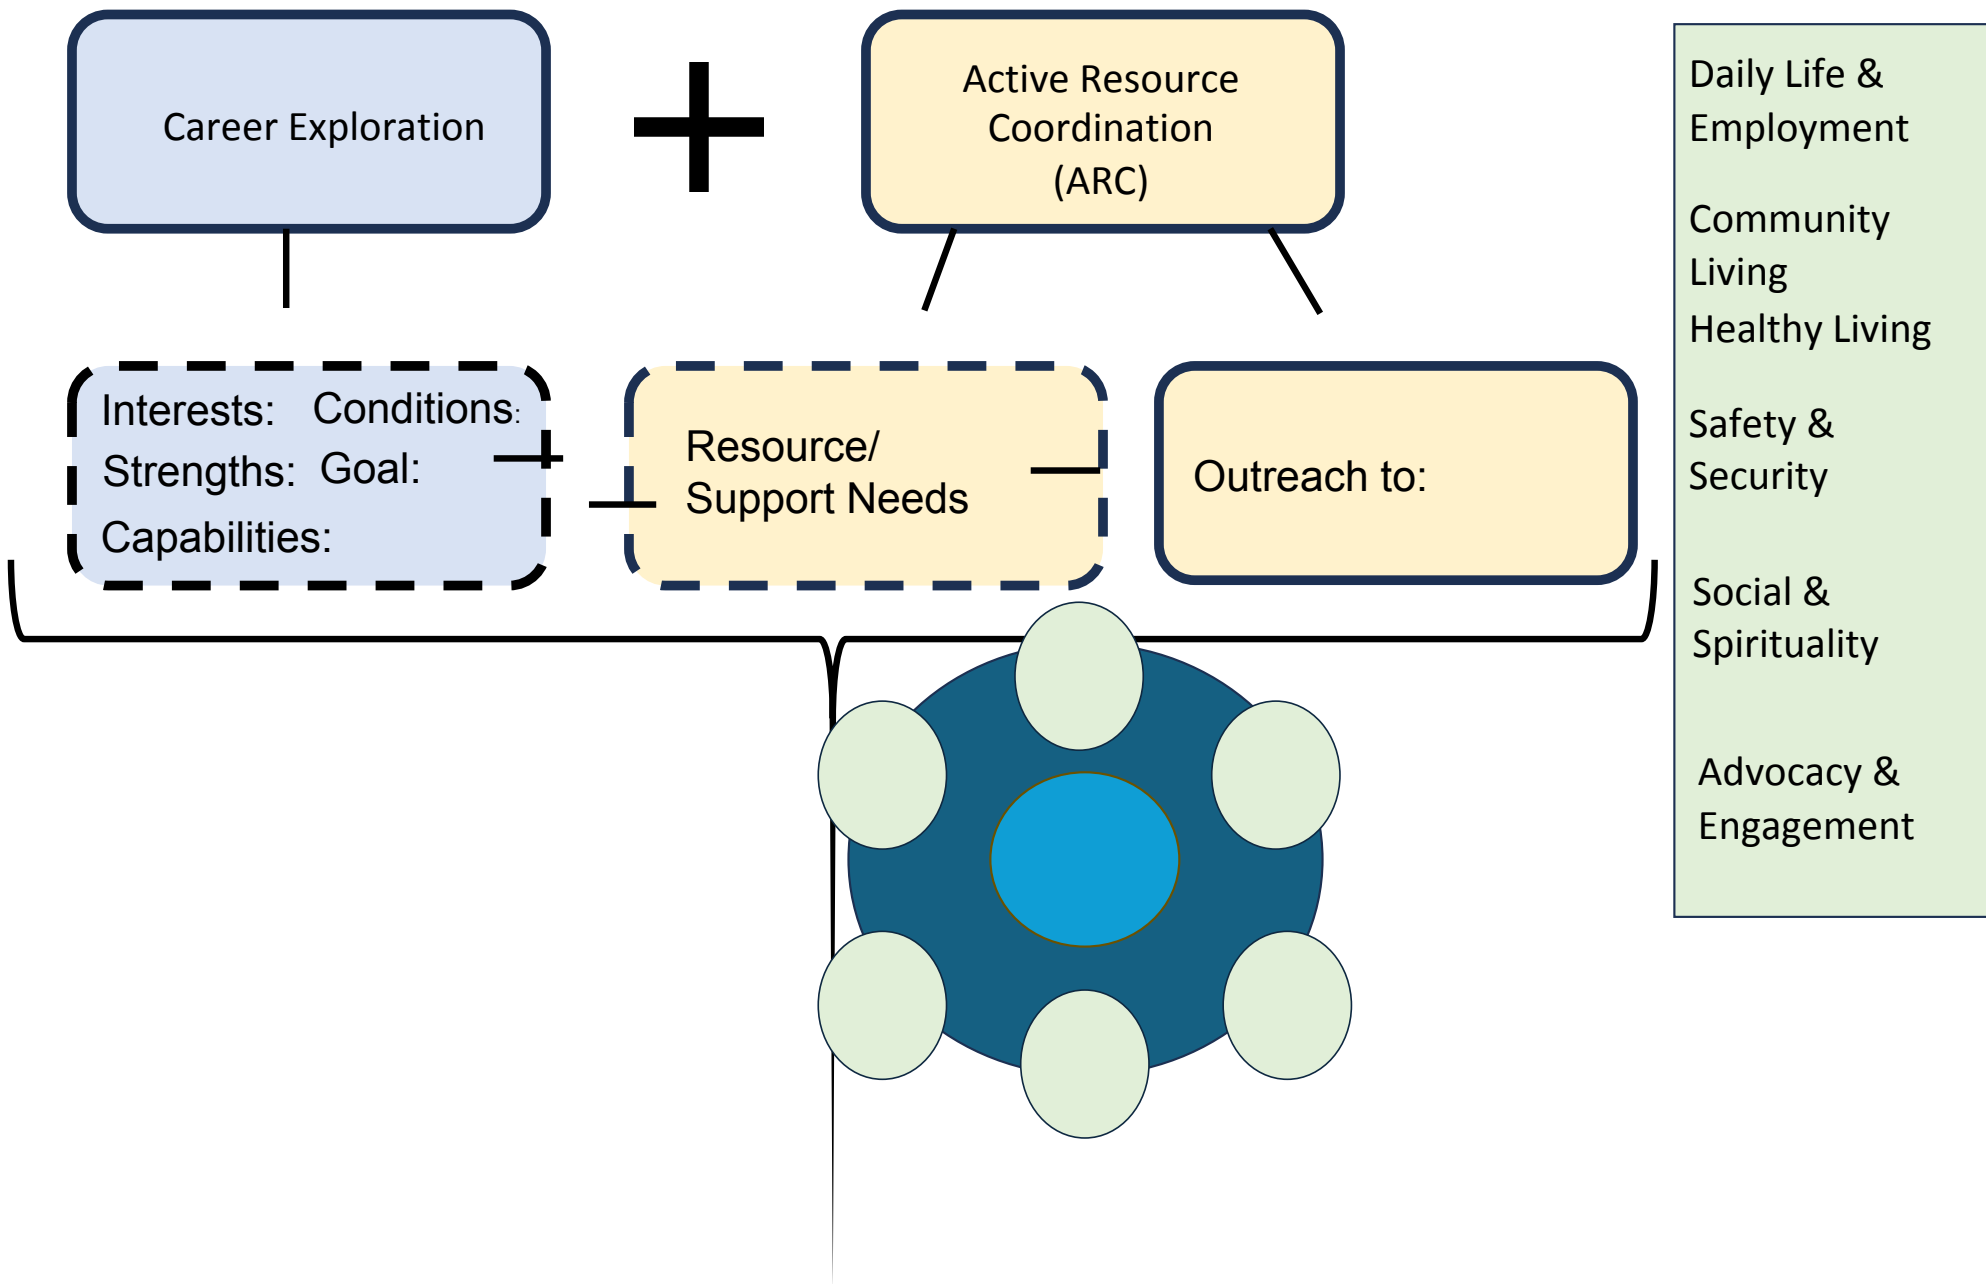 Career Exploration
Active Resource
Coordination
(ARC)
Interests: Conditions:
Strengths: Goal:
Capabilities:
Resource/
Support Needs
Outreach to:
Daily Life &
Employment
Community
Living
Healthy Living
Safety &
Security
Social &
Spirituality
Advocacy &
Engagement